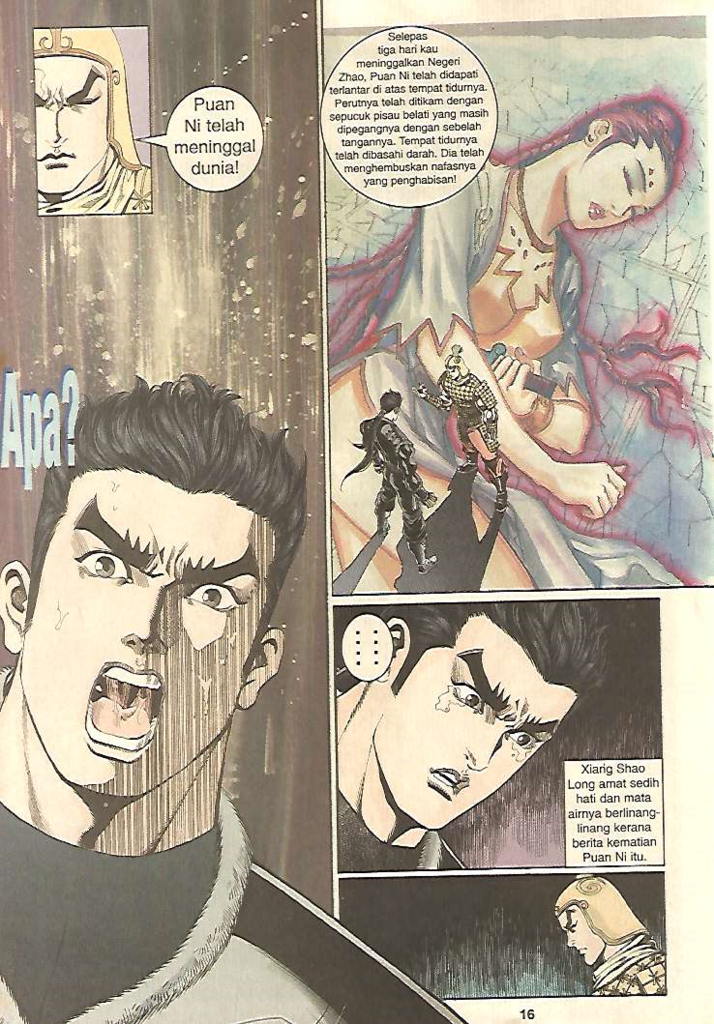 Puan
Ni telah
meninggal
dunia!
Apa?
Selepas
tiga hari kau
meninggalkan Negeri
Zhao, Puan Ni telah didapati
terlantar di atas tempat tidurnya.
Perutnya telah ditikam dengan
sepucuk pisau belati yang masih
dipegangnya dengan sebelah
tangannya. Tempat tidurnya
telah dibasahi darah. Dia telah
menghembuskan nafasnya
yang penghabisan!
Xiarig Shao
Long amat sedih
hati dan mata
airnya berlinang-
linang kerana
berita kematian
Puan Ni itu.
16